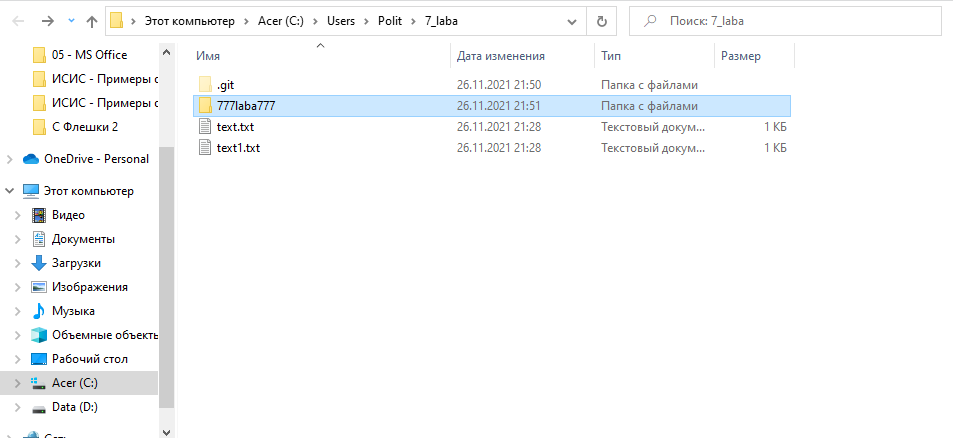 Этот компьютер > Acer (C:) > Users > Polit > 7_laba
Поиск: 7_laba
05 - MS Office
ИСИС - Примеры с
ИСИС - Примеры с
С Флешки 2
OneDrive - Personal
Этот компьютер
Видео
Документы
Загрузки
Изображения
Музыка
Объемные объекты
Рабочий стол
Acer (C:)
Data (D:)
Сеть
Имя Дата изменения Тип Размер
.git 26.11.2021 21:50 Папка с файлами
777laba777 26.11.2021 21:51 Папка с файлами
text.txt 26.11.2021 21:28 Текстовый докум... 1 КБ
text1.txt 26.11.2021 21:28 Текстовый докум... 1 КБ